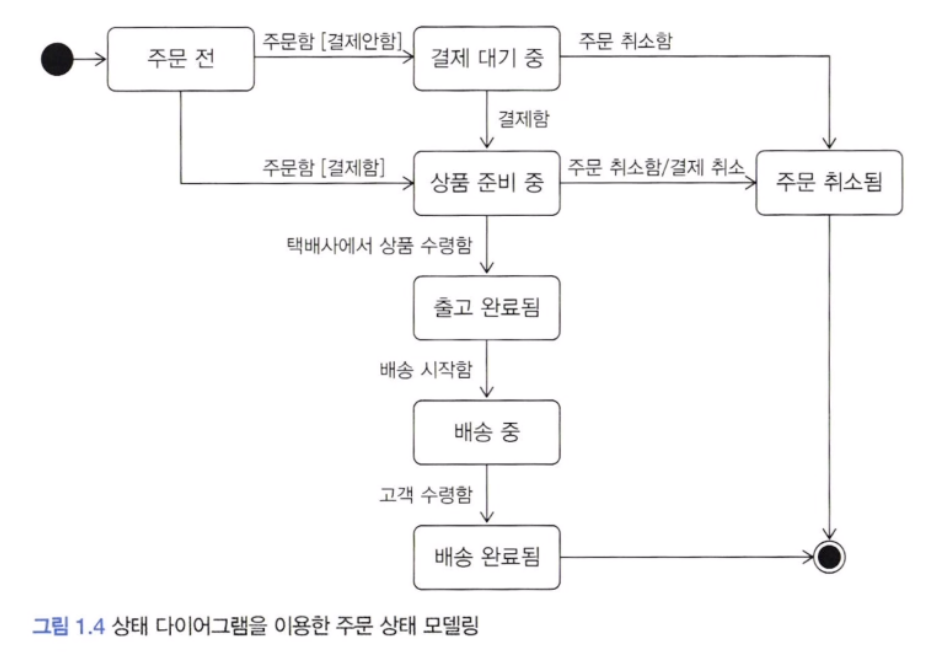 주문 전
주문함 [결제안함]
결제 대기 중
주문 취소함
결제함
주문함 [결제함]
상품 준비 중
주문 취소함/결제 취소
주문 취소됨
택배사에서 상품 수령함
출고 완료됨
배송 시작함
배송 중
고객 수령함
배송 완료됨
그림 1.4 상태 다이어그램을 이용한 주문 상태 모델링